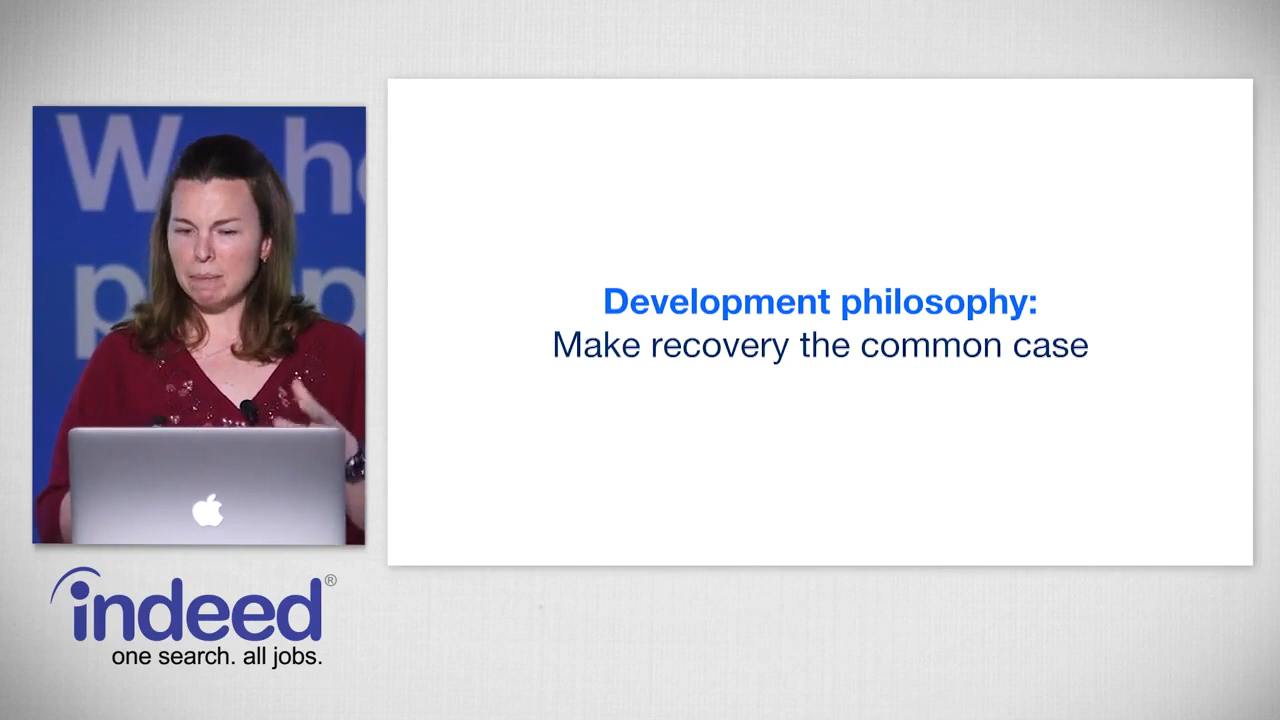 Development philosophy:
Make recovery the common case
indeed®
one search. all jobs.